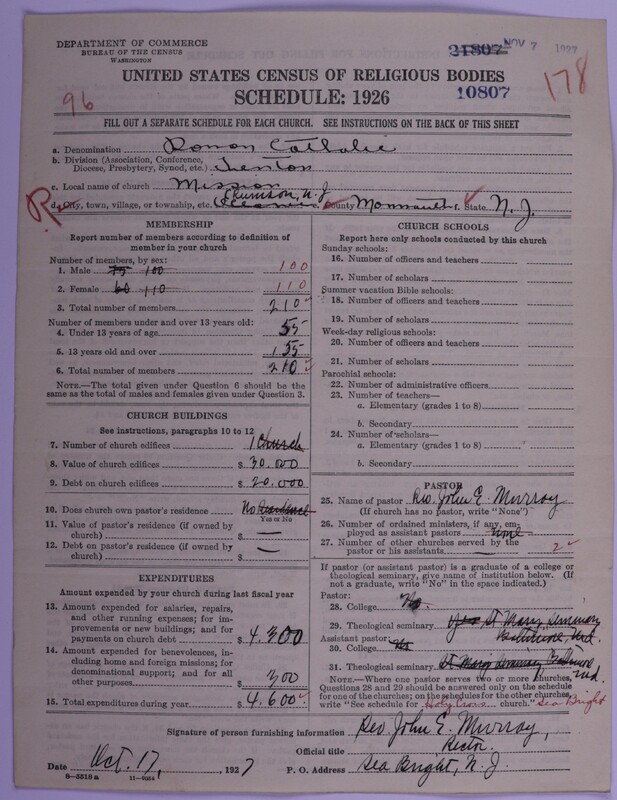 DEPARTMENT OF COMMERCE
BUREAU OF THE CENSUS
WASHINGTON
21807 NOV 7 1927
UNITED STATES CENSUS OF RELIGIOUS BODIES
96 SCHEDULE: 1926 10807 178
FILL OUT A SEPARATE SCHEDULE FOR EACH CHURCH. SEE INSTRUCTIONS ON THE BACK OF THIS SHEET
a. Denomination Roman Catholic
b. Division (Association, Conference, Diocese, Presbytery, Synod, etc.) Trenton
c. Local name of church Mission
d. City, town, village, or township, etc. Rumson, N.J. e. County Monmouth f. State N. J.
MEMBERSHIP
Report number of members according to definition of member in your church
Number of members, by sex:
1. Male 75 100 100
2. Female 60 110 110
3. Total number of members 210
Number of members under and over 13 years old:
4. Under 13 years of age 55
5. 13 years old and over 155
6. Total number of members 210
NOTE.—The total given under Question 6 should be the same as the total of males and females given under Question 3.
CHURCH BUILDINGS
See instructions, paragraphs 10 to 12
7. Number of church edifices 1 Church
8. Value of church edifices $ 30.000
9. Debt on church edifices $ 20.000
10. Does church own pastor's residence No Residence
Yes or No
11. Value of pastor's residence (if owned by church) $ —
12. Debt on pastor's residence (if owned by church) $ —
EXPENDITURES
Amount expended by your church during last fiscal year
13. Amount expended for salaries, repairs, and other running expenses; for improvements or new buildings; and for payments on church debt $ 4.300
14. Amount expended for benevolences, including home and foreign missions; for denominational support; and for all other purposes $ 300
15. Total expenditures during year $ 4.600
CHURCH SCHOOLS
Report here only schools conducted by this church
Sunday schools:
16. Number of officers and teachers
17. Number of scholars
Summer vacation Bible schools:
18. Number of officers and teachers
19. Number of scholars
Week-day religious schools:
20. Number of officers and teachers
21. Number of scholars
Parochial schools:
22. Number of administrative officers
23. Number of teachers—
a. Elementary (grades 1 to 8)
b. Secondary
24. Number of scholars—
a. Elementary (grades 1 to 8)
b. Secondary
PASTOR
25. Name of pastor Rev. John E. Murray
(If church has no pastor, write "None")
26. Number of ordained ministers, if any, employed as assistant pastors none
27. Number of other churches served by the pastor or his assistants 2
If pastor (or assistant pastor) is a graduate of a college or theological seminary, give name of institution below. (If not a graduate, write "No" in the space indicated.)
Pastor:
28. College No
29. Theological seminary yes St Marys Seminary Baltimore Md.
Assistant pastor:
30. College No
31. Theological seminary St Marys Seminary Baltimore Md.
NOTE.—Where one pastor serves two or more churches, Questions 28 and 29 should be answered only on the schedule for one of the churches; on the schedules for the other churches, write "See schedule for Holy Cross church." Sea Bright
Signature of person furnishing information Rev. John E. Murray,
Official title Rector.
Date Oct. 17, 1927 P. O. Address Sea Bright, N. J.
8-5518a 11-9054